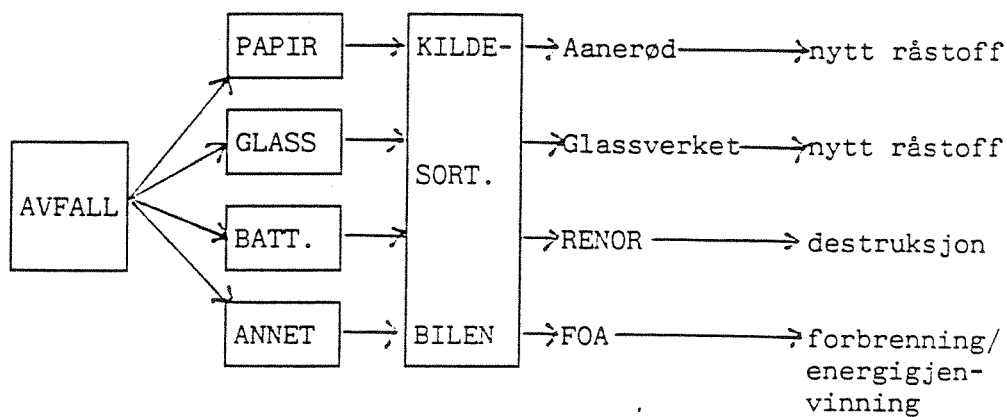 PAPIR
KILDE-
Aanerød
nytt råstoff
GLASS
SORT.
Glassverket
nytt råstoff
AVFALL
BATT.
RENOR
destruksjon
ANNET
BILEN
FOA
forbrenning/
energigjen-
vinning